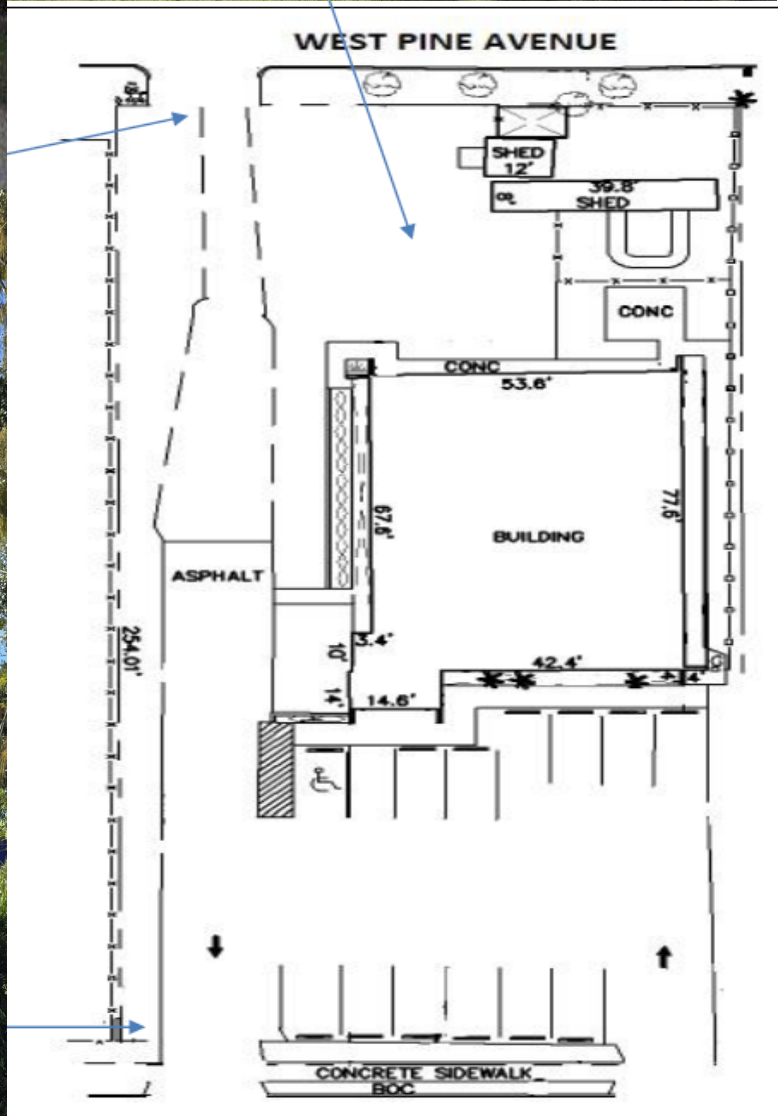 WEST PINE AVENUE
SHED
12'
39.8'
8'
SHED
CONC
CONC
53.6'
67.6'
77.6'
BUILDING
ASPHALT
254.01'
3.4'
10'
42.4'
14'
14.6'
CONCRETE SIDEWALK
BOC